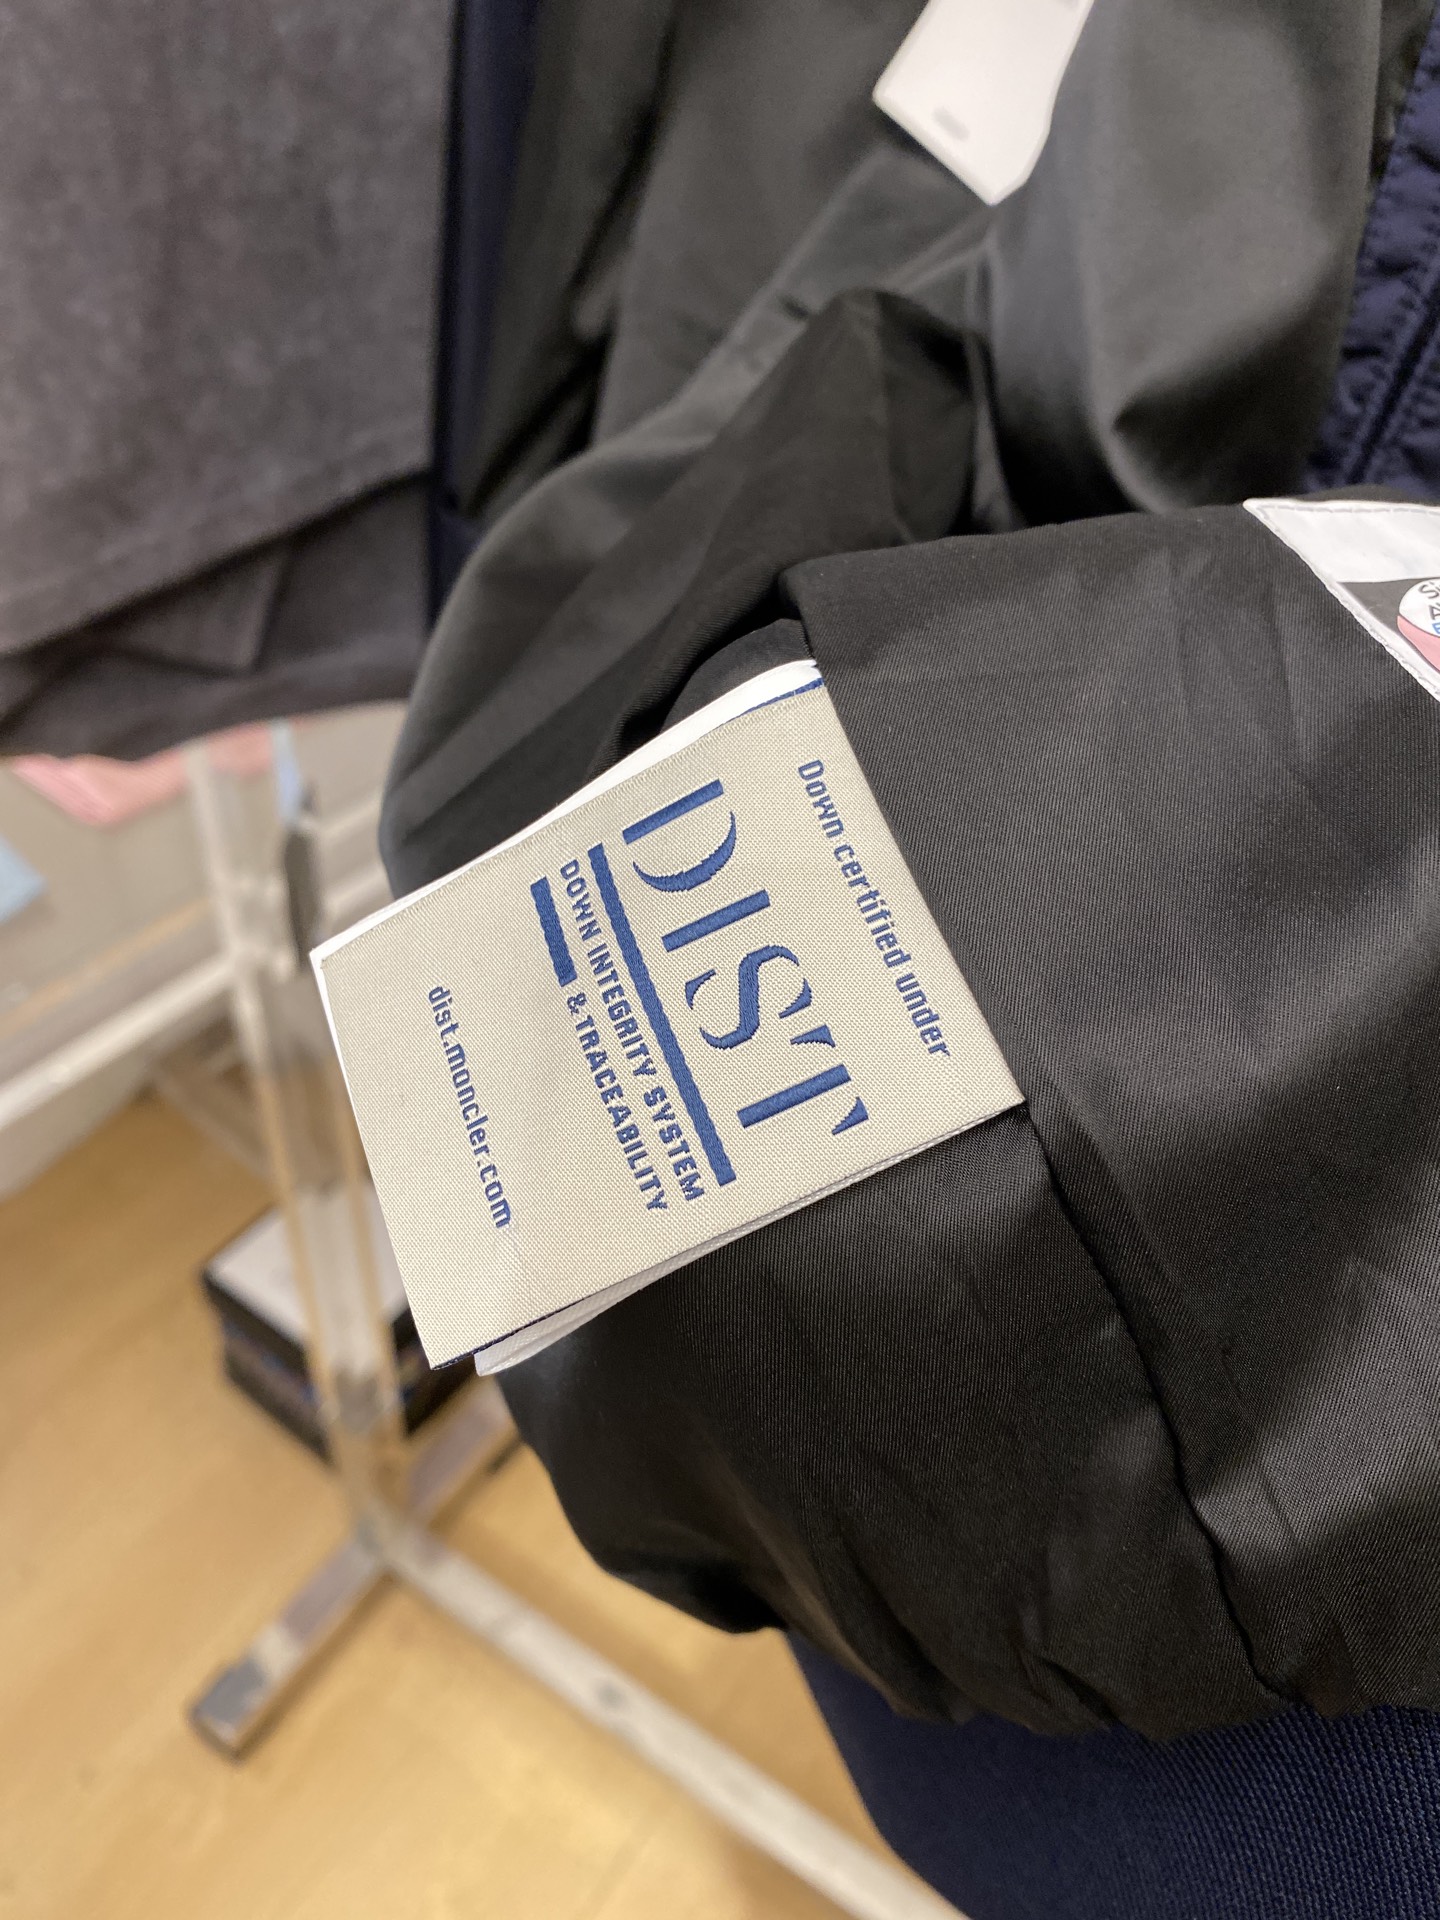 Down certified under
DIST
DOWN INTEGRITY SYSTEM
& TRACEABILITY
dist.moncler.com